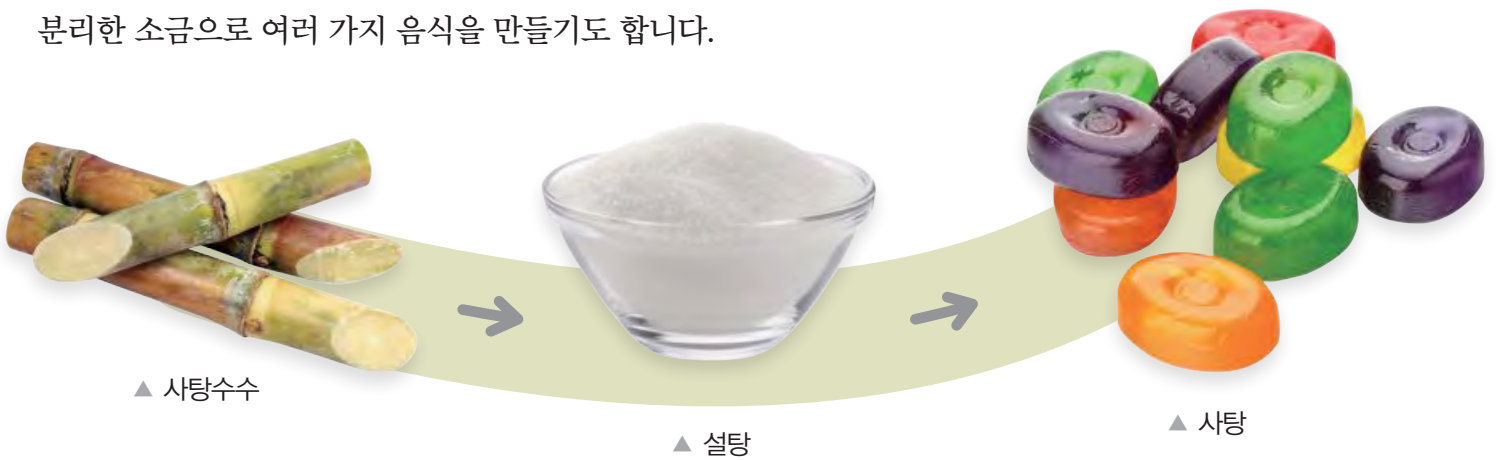 분리한 소금으로 여러 가지 음식을 만들기도 합니다.
▲ 사탕수수
▲ 설탕
▲ 사탕